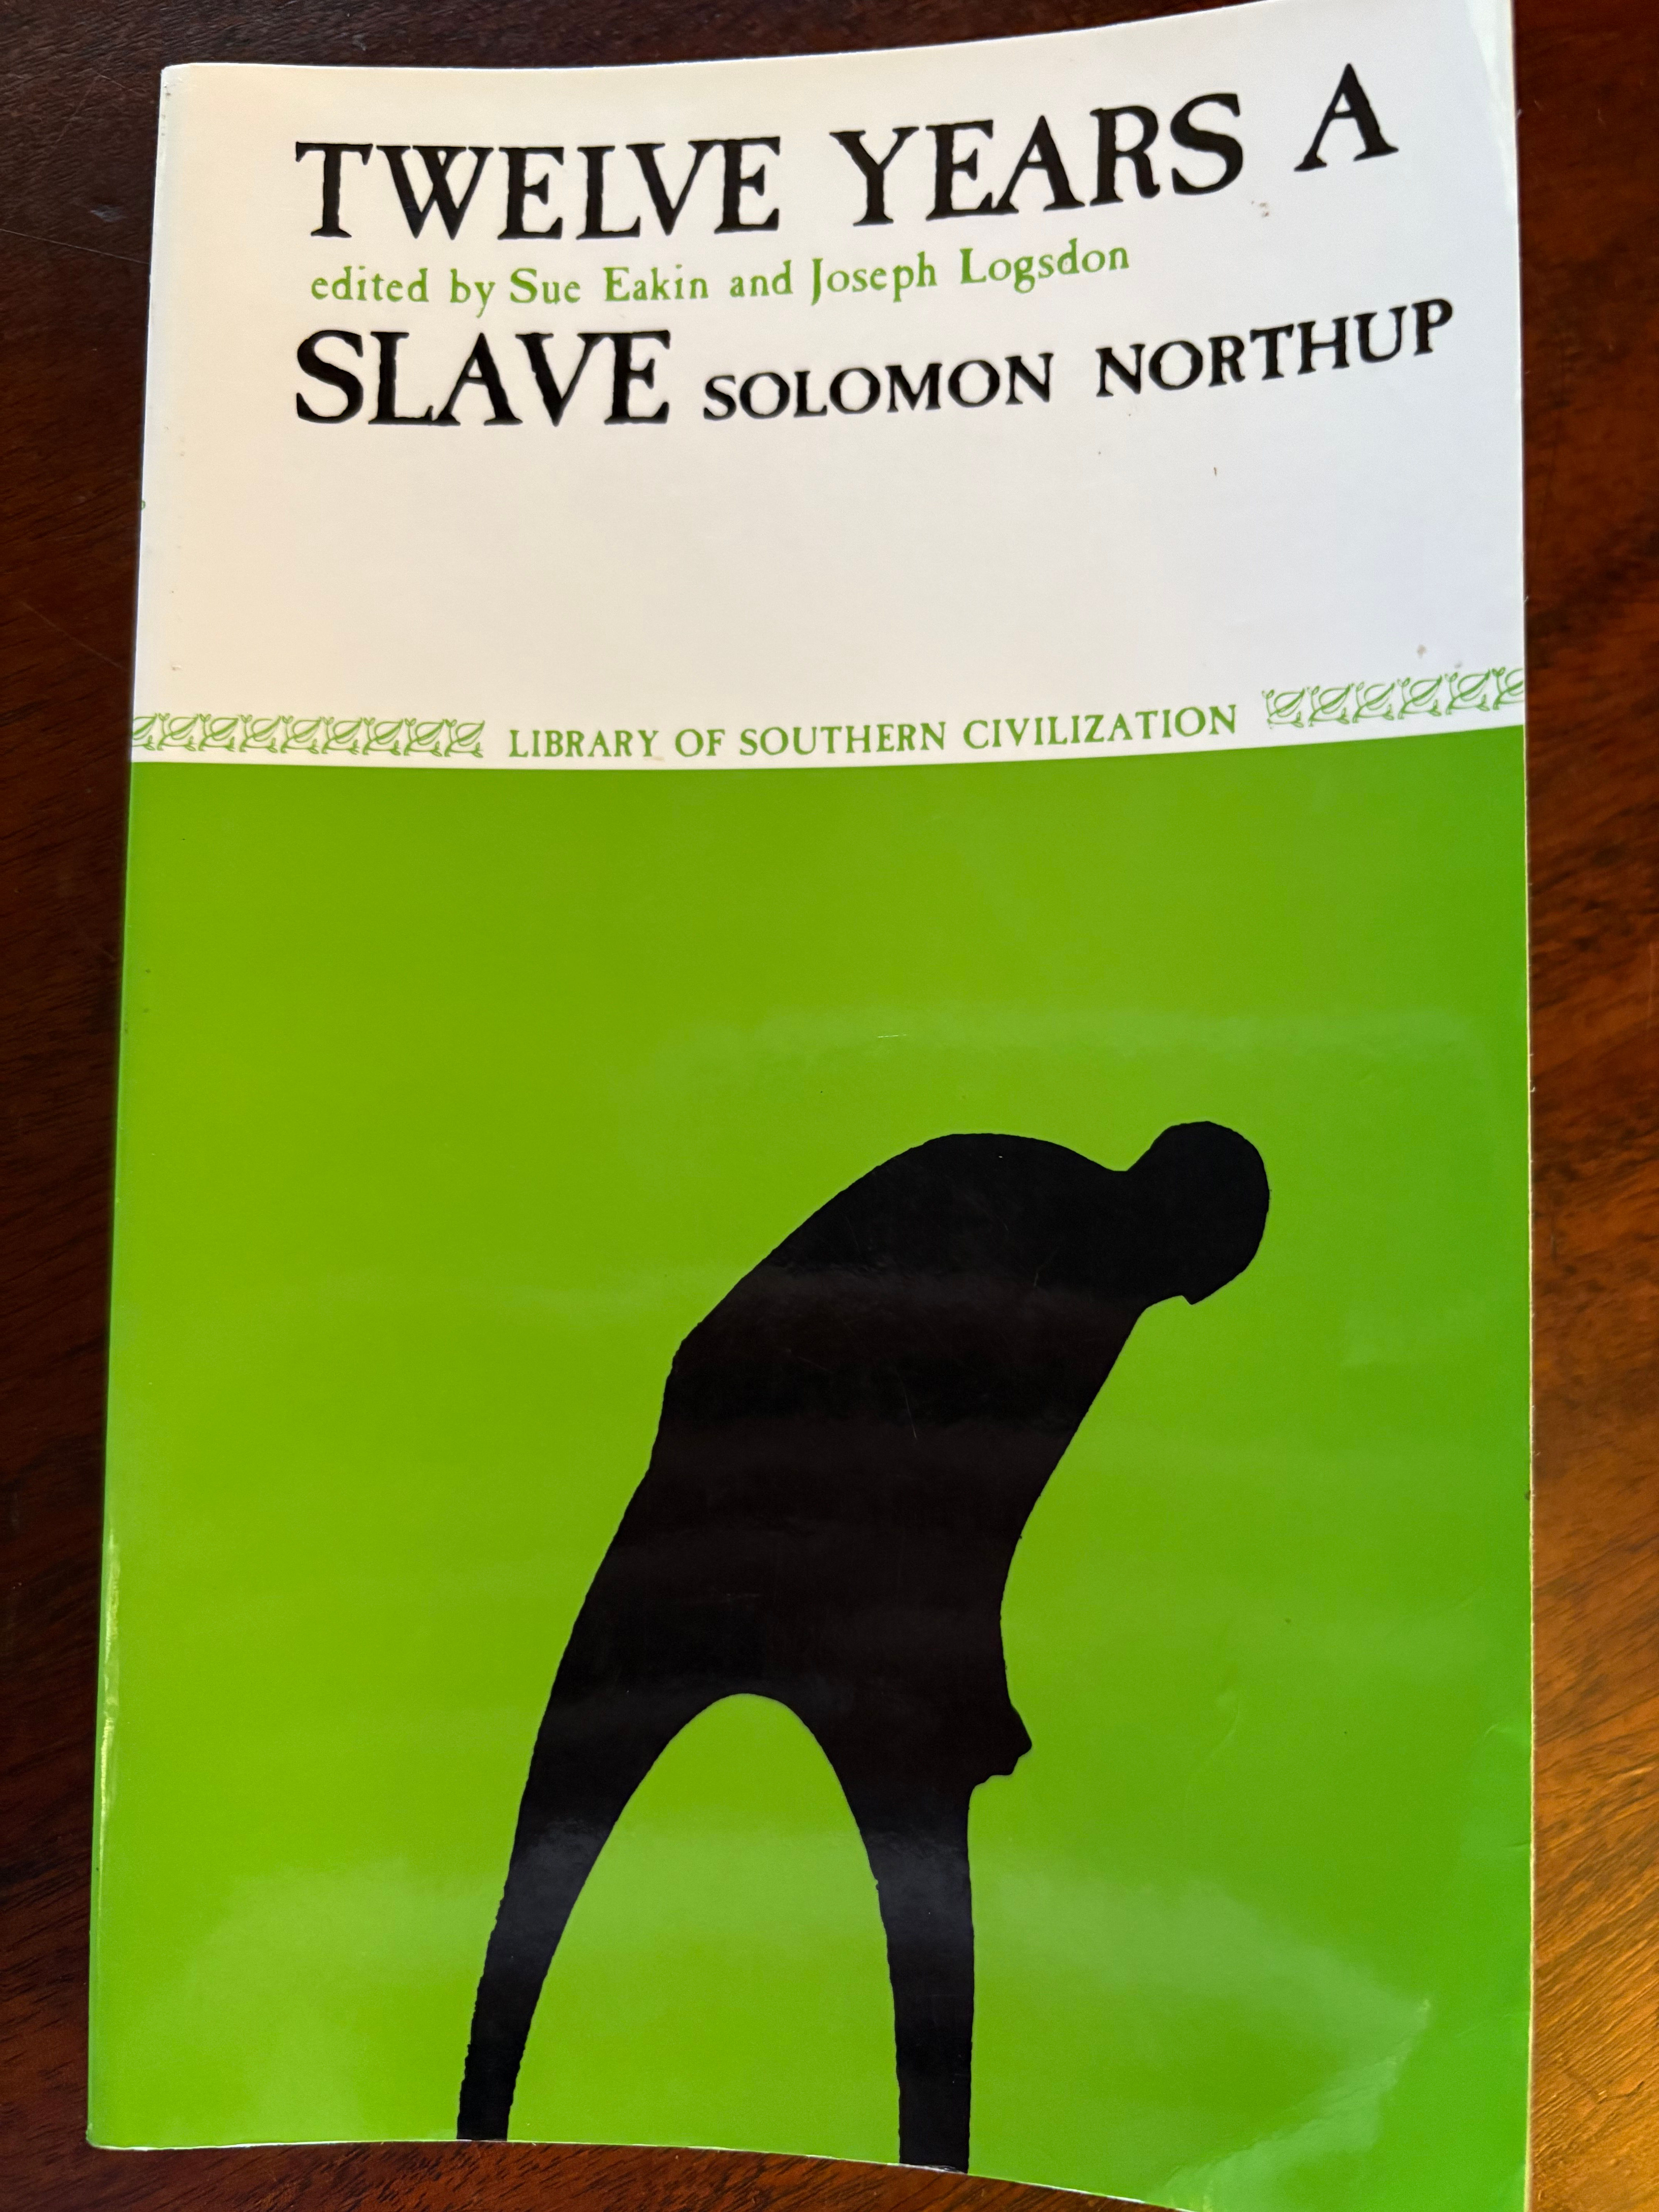 TWELVE YEARS A
edited by Sue Eakin and Joseph Logsdon
SLAVE SOLOMON NORTHUP
LIBRARY OF SOUTHERN CIVILIZATION